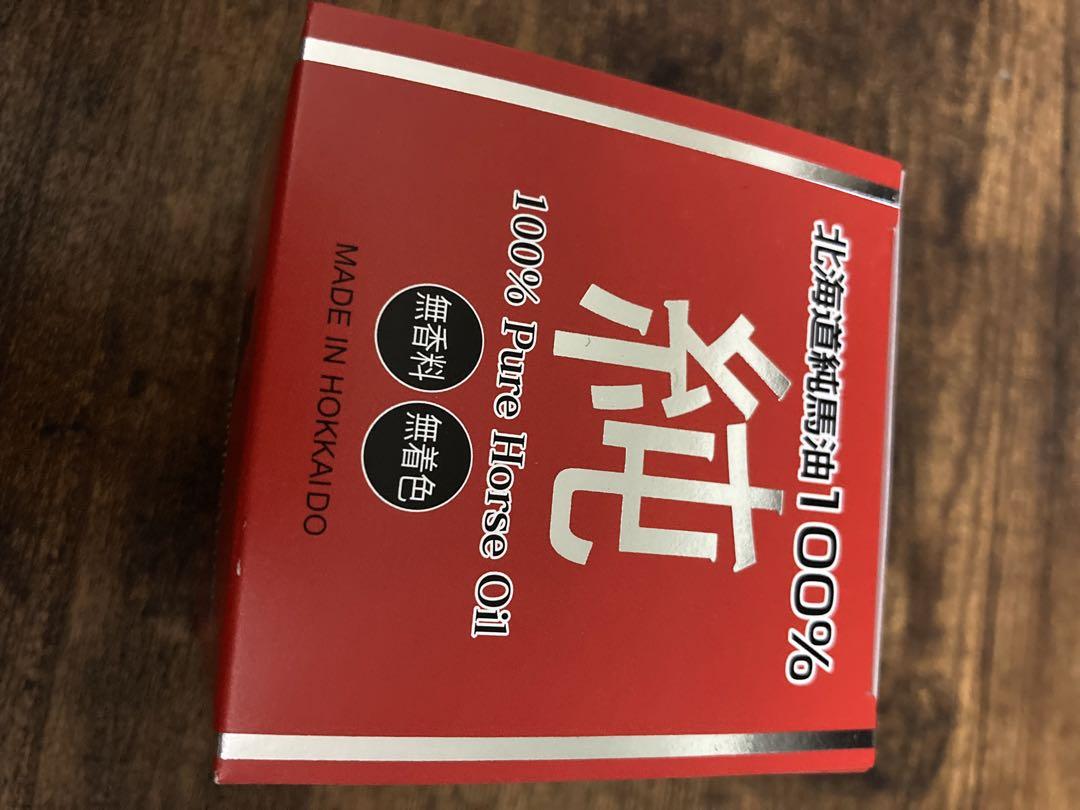 北海道純馬油100%
純
100% Pure Horse Oil
無香料 無着色
MADE IN HOKKAIDO